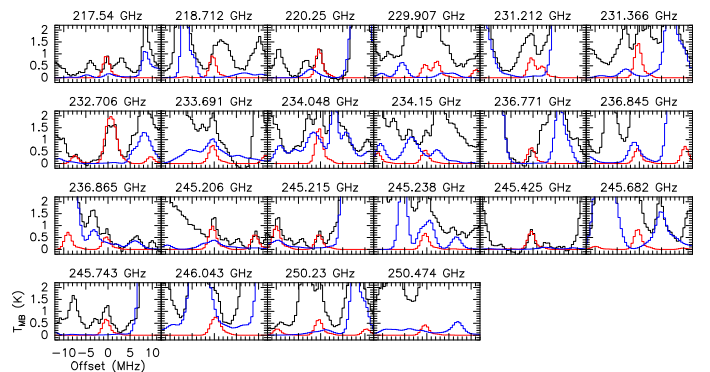 217.54 GHz 218.712 GHz 220.25 GHz 229.907 GHz 231.212 GHz 231.366 GHz
2
1.5
1
0.5
0
232.706 GHz 233.691 GHz 234.048 GHz 234.15 GHz 236.771 GHz 236.845 GHz
2
1.5
1
0.5
0
236.865 GHz 245.206 GHz 245.215 GHz 245.238 GHz 245.425 GHz 245.682 GHz
2
1.5
1
0.5
0
245.743 GHz 246.043 GHz 250.23 GHz 250.474 GHz
2
1.5
1
0.5
0
T_MB (K)
−10 −5 0 5 10
Offset (MHz)